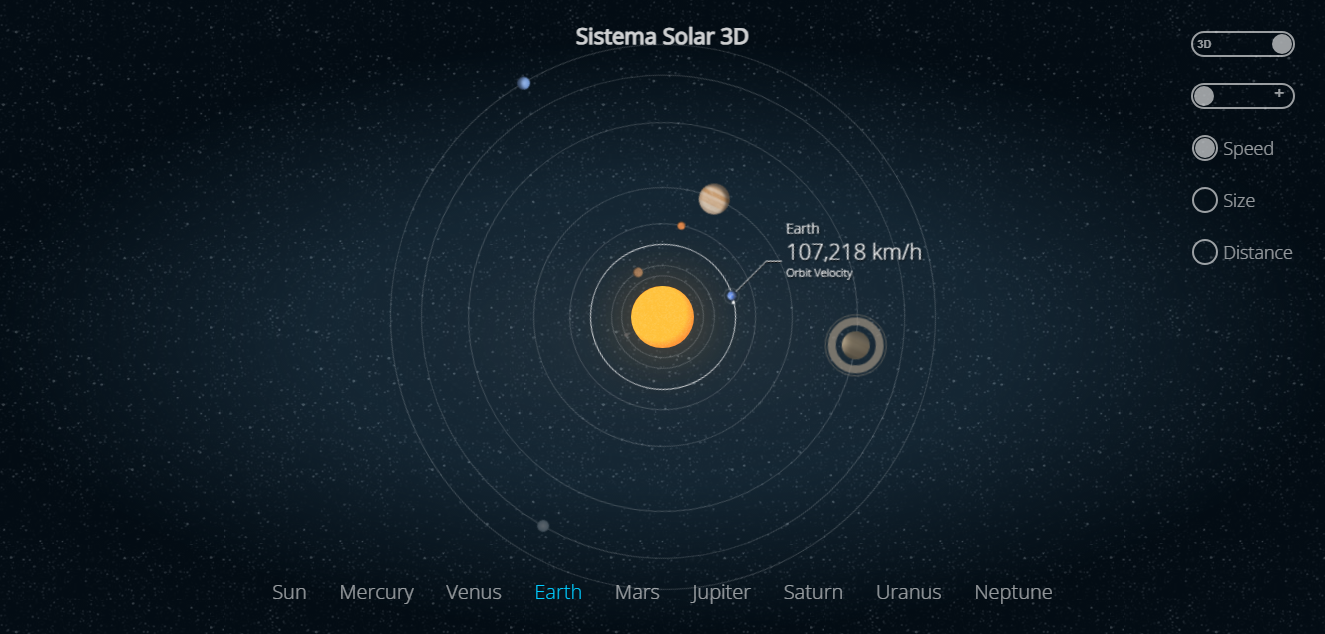 Sistema Solar 3D
3D
+
Speed
Size
Distance
Earth
107,218 km/h
Orbit Velocity
Sun Mercury Venus Earth Mars Jupiter Saturn Uranus Neptune